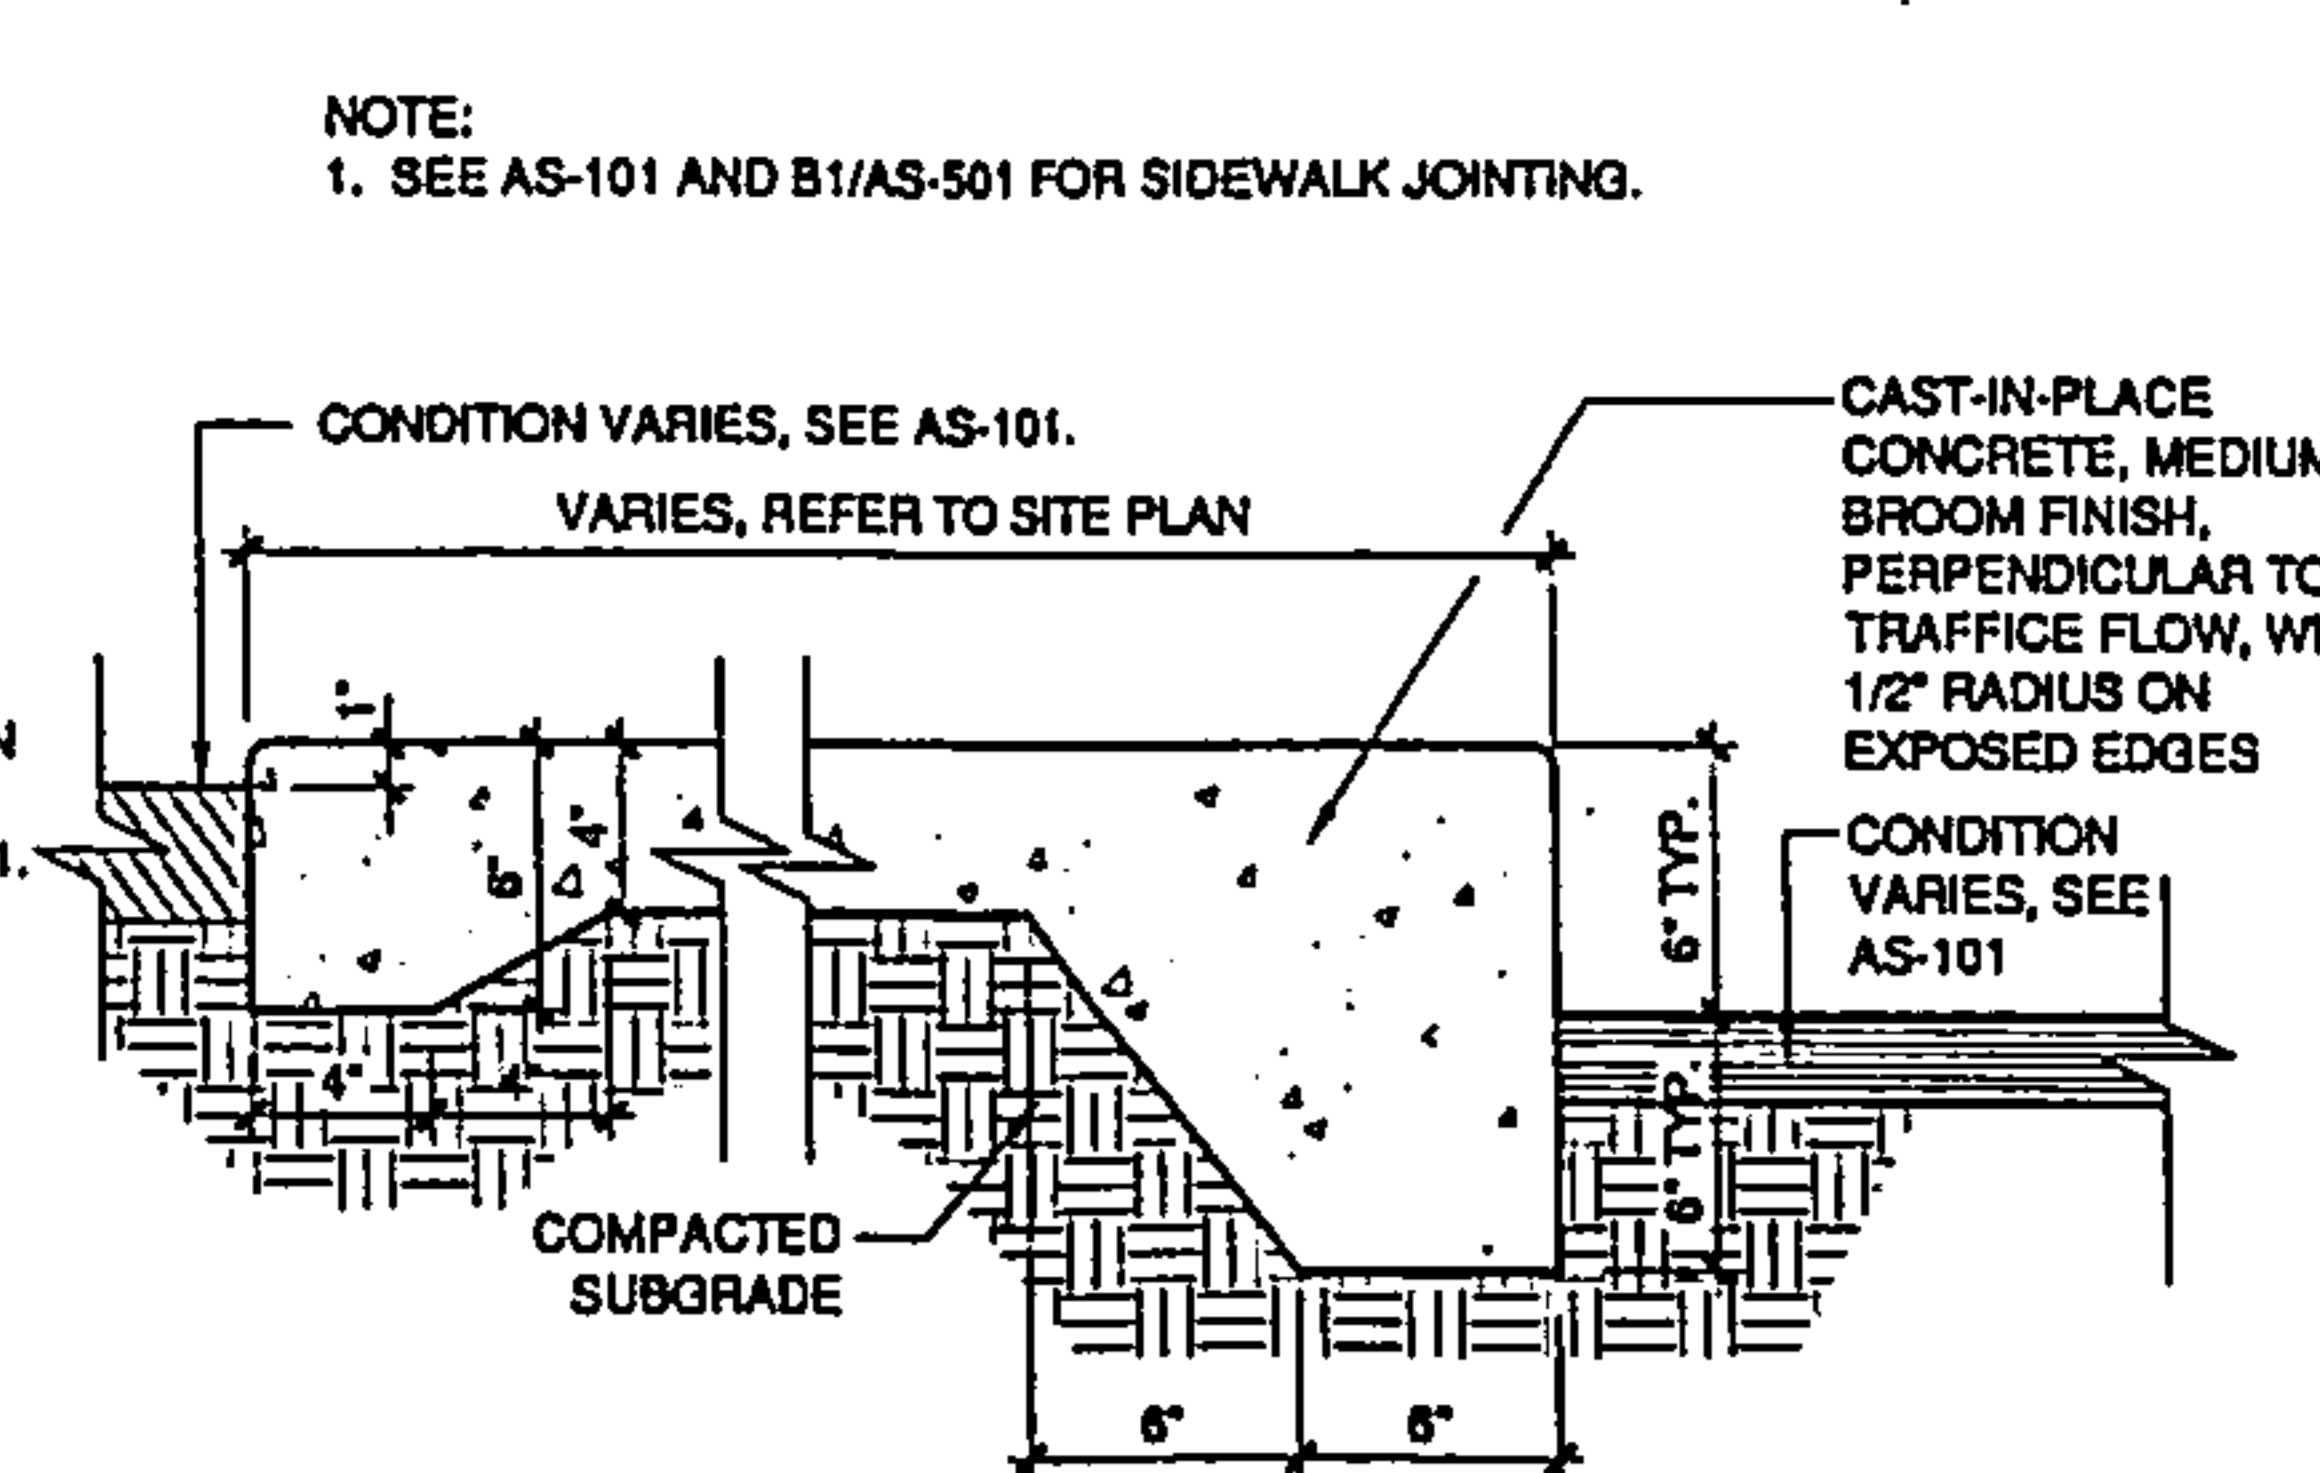 NOTE:
1. SEE AS-101 AND B1/AS-501 FOR SIDEWALK JOINTING.
CONDITION VARIES, SEE AS-101.
VARIES, REFER TO SITE PLAN
CAST-IN-PLACE
CONCRETE, MEDIUM
BROOM FINISH,
PERPENDICULAR TO
TRAFFICE FLOW, WI
1/2" RADIUS ON
EXPOSED EDGES
1"
4"
6" TYP.
CONDITION
VARIES, SEE
AS-101
1.
4"
4"
6" TYP.
COMPACTED
SUBGRADE
6"
6"